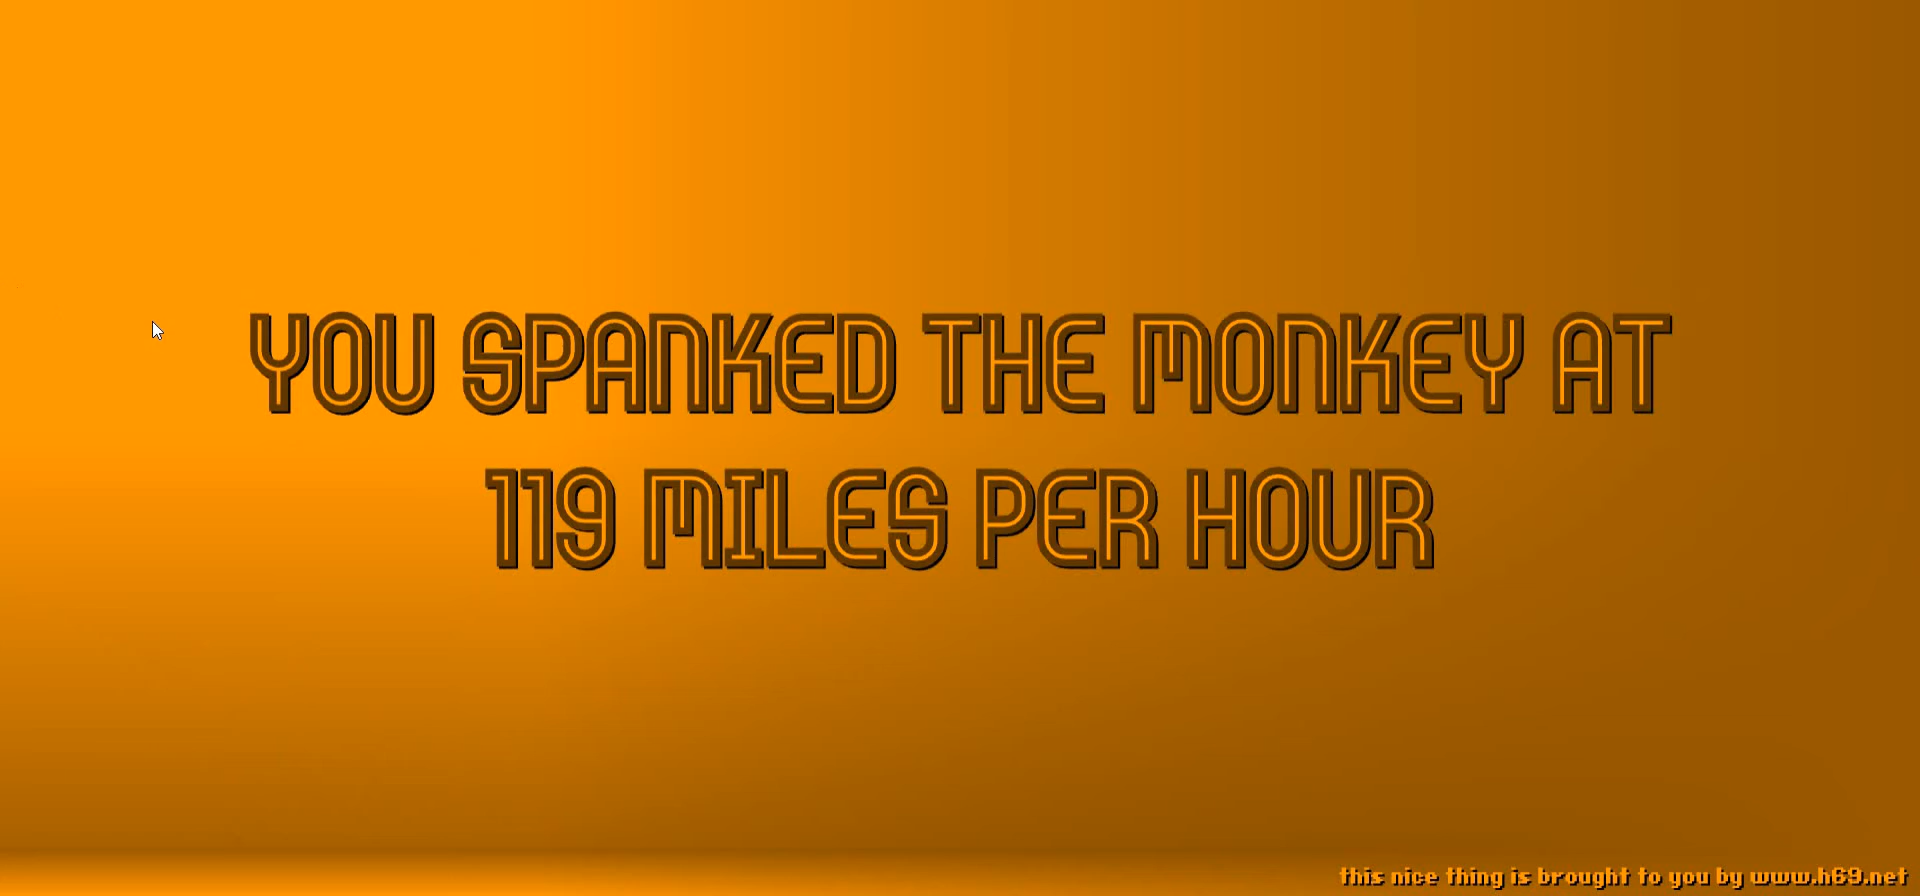 YOU SPANKED THE MONKEY AT
119 MILES PER HOUR
this nice thing is brought to you by www.h69.net